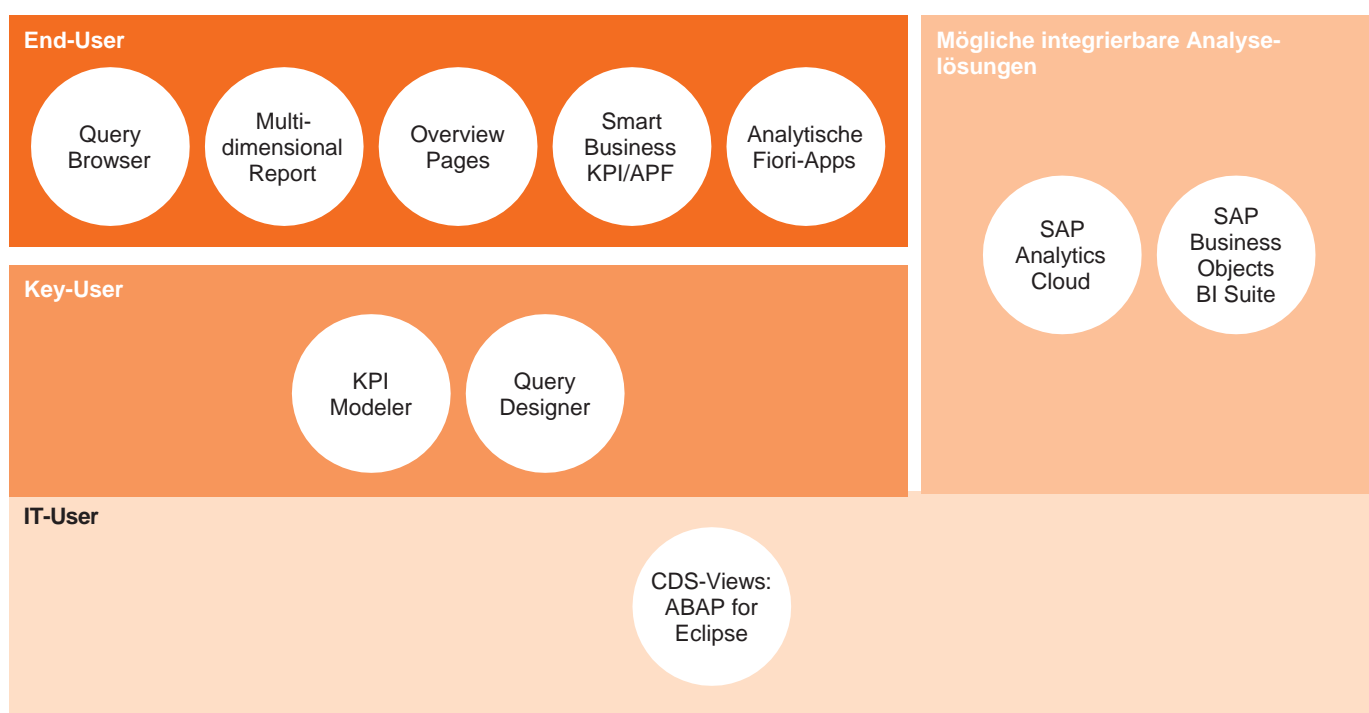 End-User
Query
Browser
Multi-
dimensional
Report
Overview
Pages
Smart
Business
KPI/APF
Analytische
Fiori-Apps
Mögliche integrierbare Analyse-
lösungen
SAP
Analytics
Cloud
SAP
Business
Objects
BI Suite
Key-User
KPI
Modeler
Query
Designer
IT-User
CDS-Views:
ABAP for
Eclipse